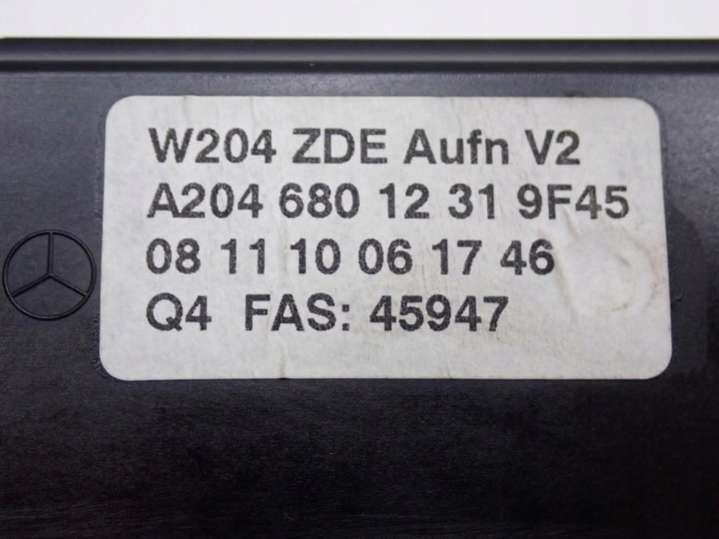 W204 ZDE Aufn V2
A204 680 12 31 9F45
08 11 10 06 17 46
Q4 FAS: 45947